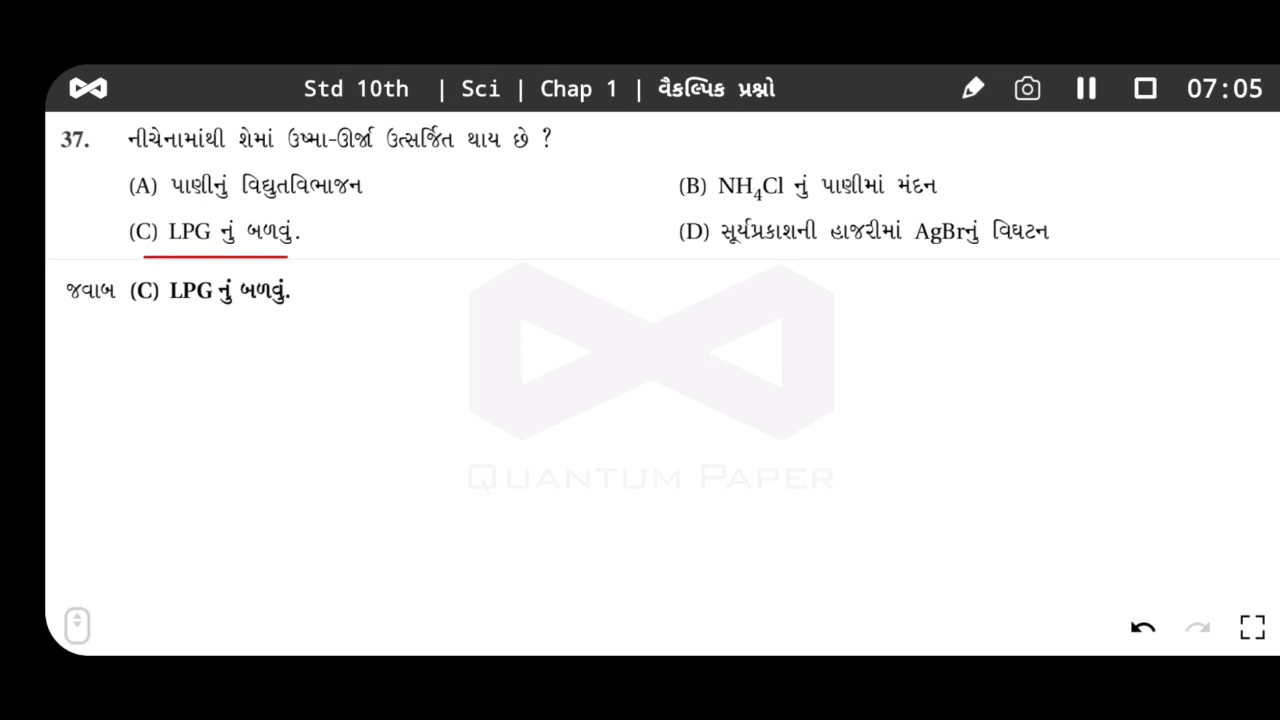 Std 10th | Sci | Chap 1 | વૈકલ્પિક પ્રશ્નો 07:05
37. નીચેનામાંથી શેમાં ઉષ્મા-ઊર્જા ઉત્સર્જિત થાય છે ?
(A) પાણીનું વિદ્યુતવિભાજન (B) NH₄Cl નું પાણીમાં મંદન
(C) LPG નું બળવું. (D) સૂર્યપ્રકાશની હાજરીમાં AgBrનું વિઘટન
જવાબ (C) LPG નું બળવું.
QUANTUM PAPER